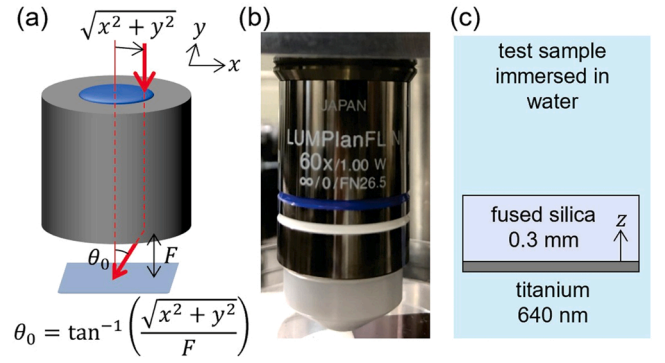 (a)
√x² + y²
y
x
θ₀
F
θ₀ = tan⁻¹(√x² + y² / F)
(b)
JAPAN
LUMPlanFL N
60x/1.00 W
∞/0/FN26.5
(c)
test sample
immersed in
water
fused silica
0.3 mm
z
titanium
640 nm